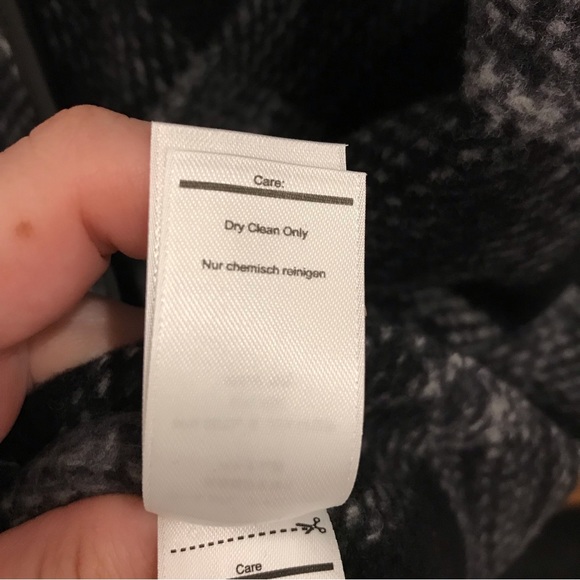 Care:
Dry Clean Only
Nur chemisch reinigen
Care